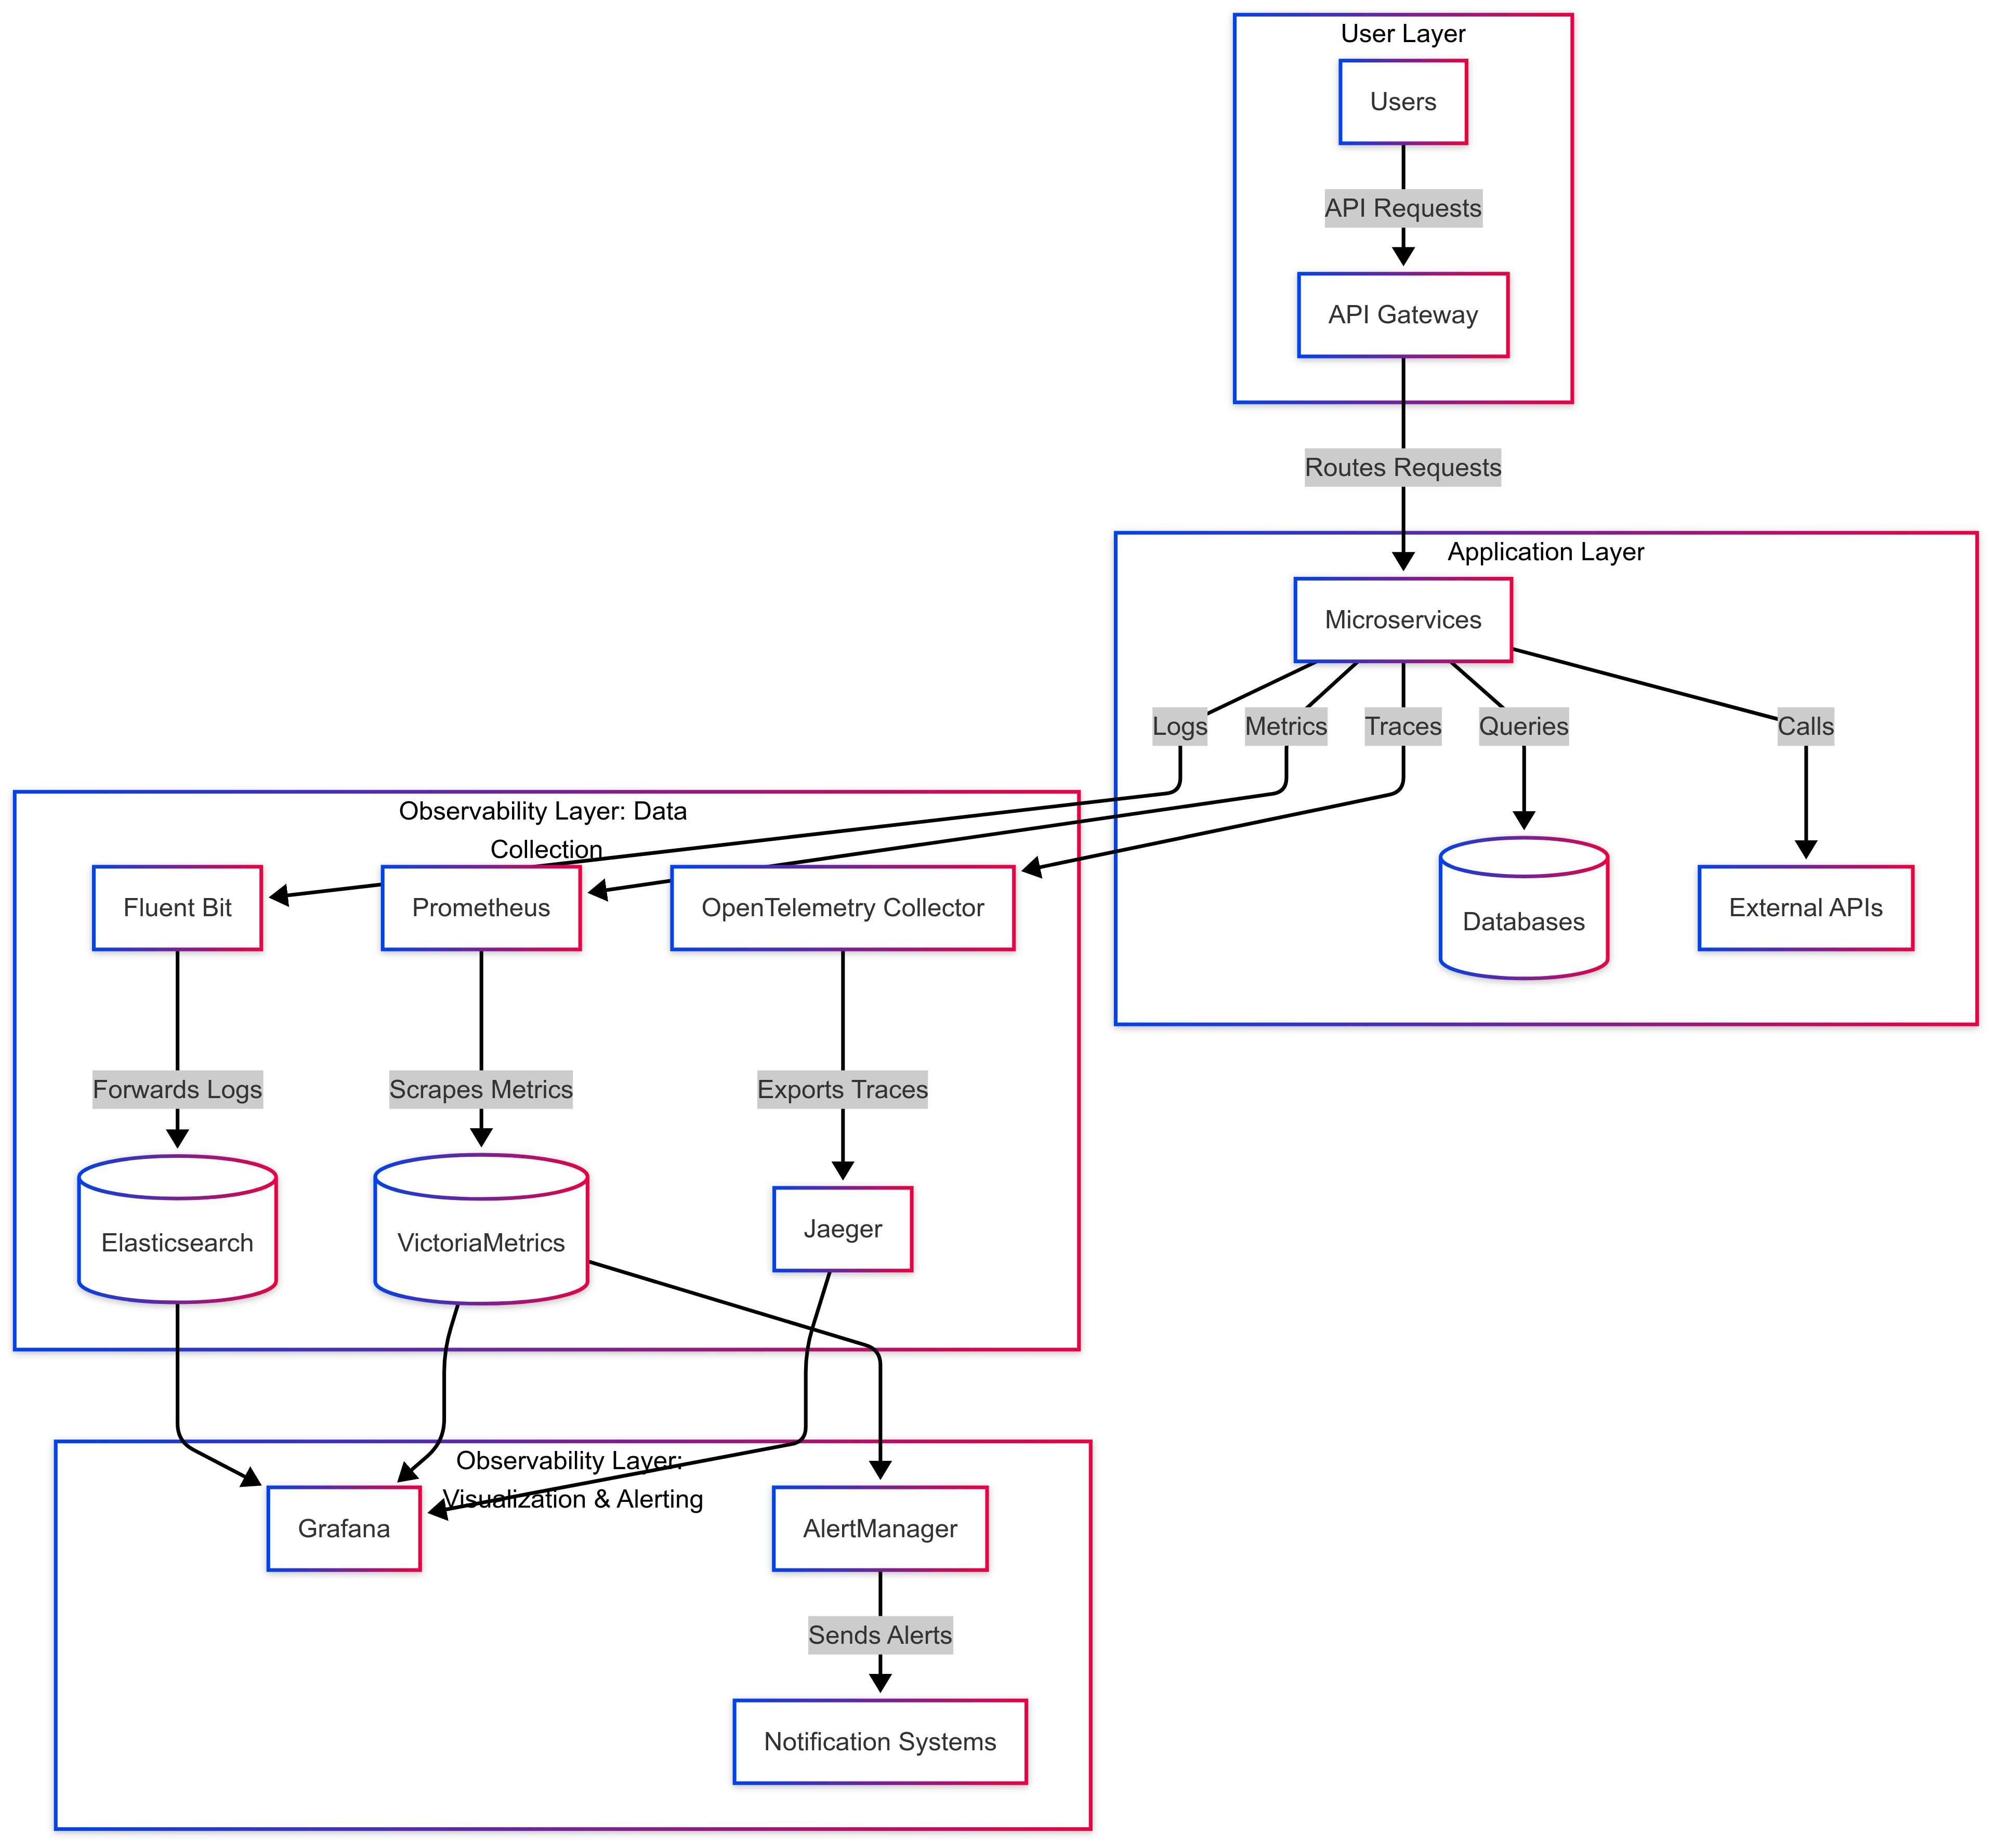 User Layer
Users
API Requests
API Gateway
Routes Requests
Application Layer
Microservices
Logs
Metrics
Traces
Queries
Calls
Observability Layer: Data
Collection
Fluent Bit
Prometheus
OpenTelemetry Collector
Databases
External APIs
Forwards Logs
Scrapes Metrics
Exports Traces
Elasticsearch
VictoriaMetrics
Jaeger
Observability Layer:
Visualization & Alerting
Grafana
AlertManager
Sends Alerts
Notification Systems